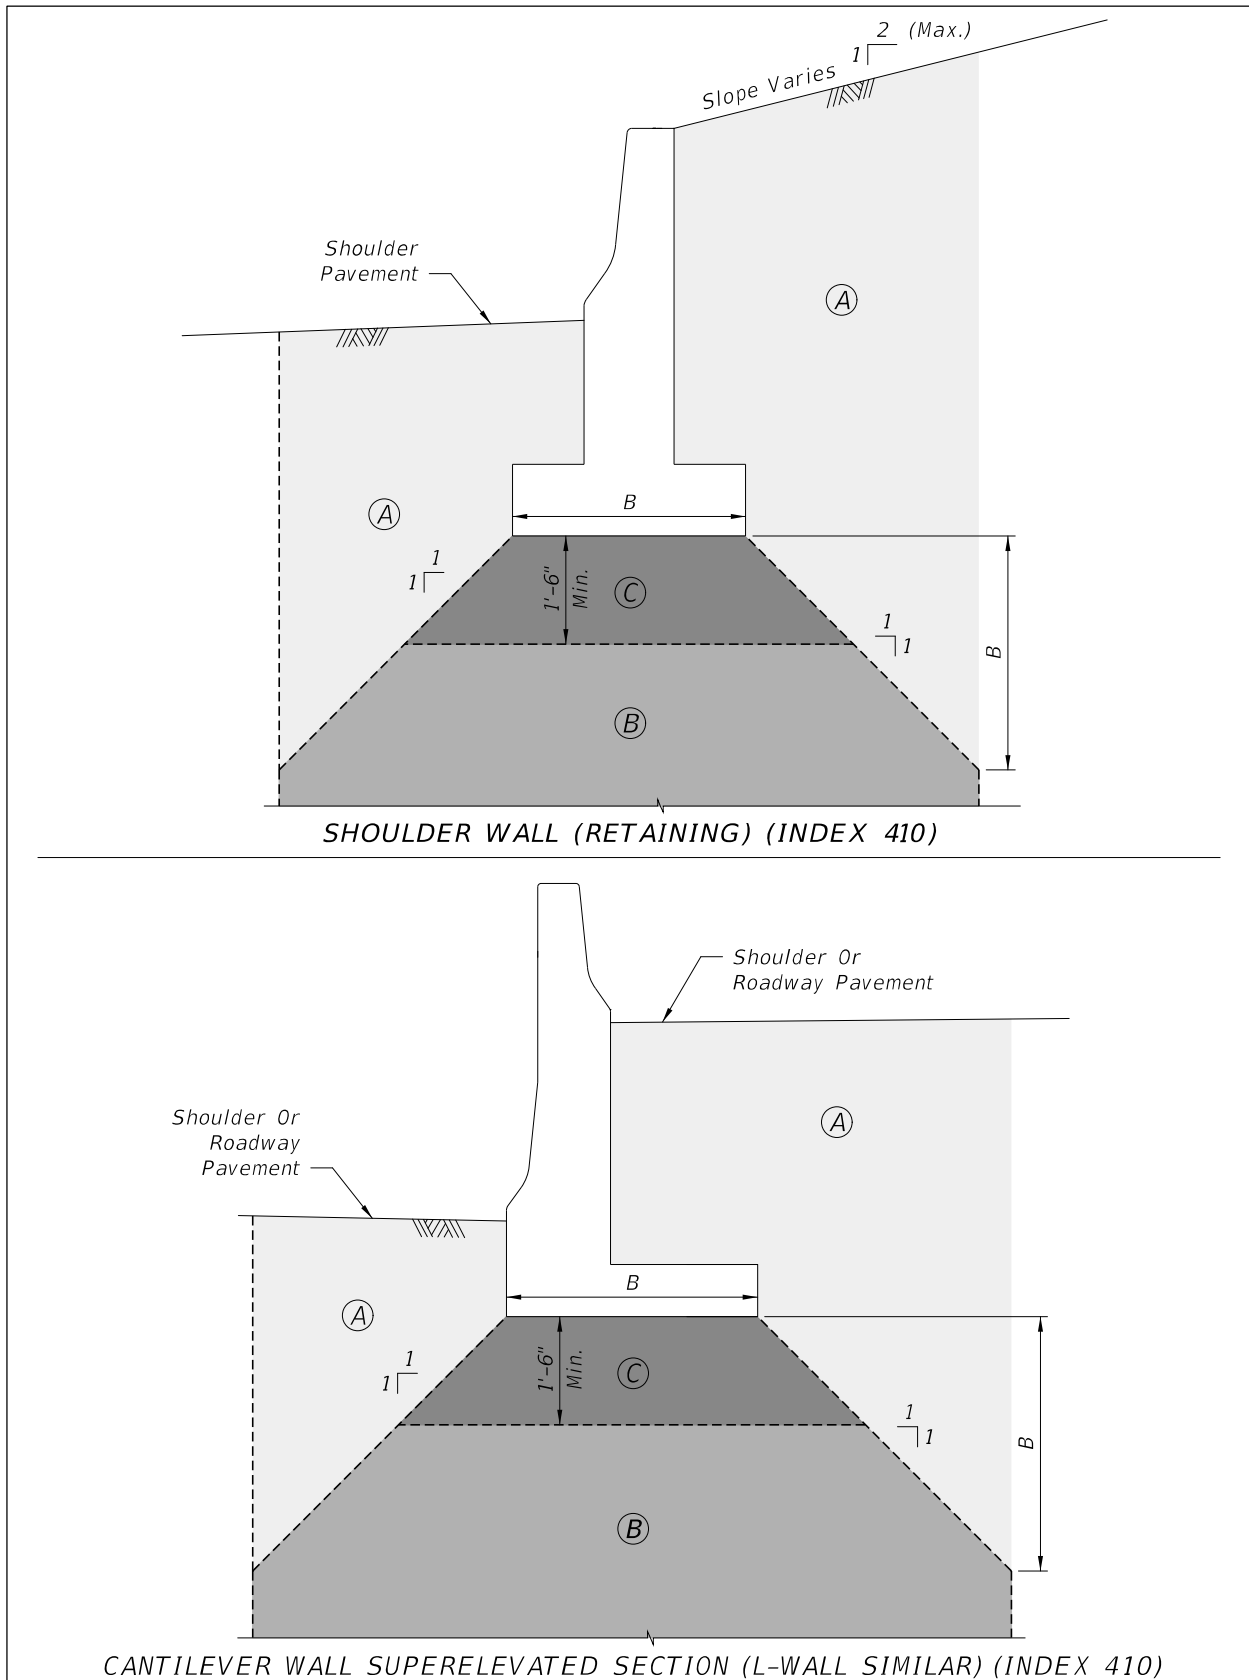 2 (Max.)
1
Slope Varies
Shoulder
Pavement
A
B
A
1
1
1'-6"
Min.
C
1
1
B
B
SHOULDER WALL (RETAINING) (INDEX 410)
Shoulder Or
Roadway Pavement
Shoulder Or
Roadway
Pavement
A
B
A
1
1
1'-6"
Min.
C
1
1
B
B
CANTILEVER WALL SUPERELEVATED SECTION (L-WALL SIMILAR) (INDEX 410)